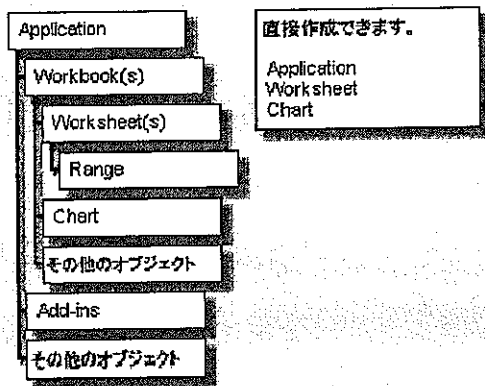 Application
Workbook(s)
Worksheet(s)
Range
Chart
その他のオブジェクト
Add-ins
その他のオブジェクト
直接作成できます。
Application
Worksheet
Chart